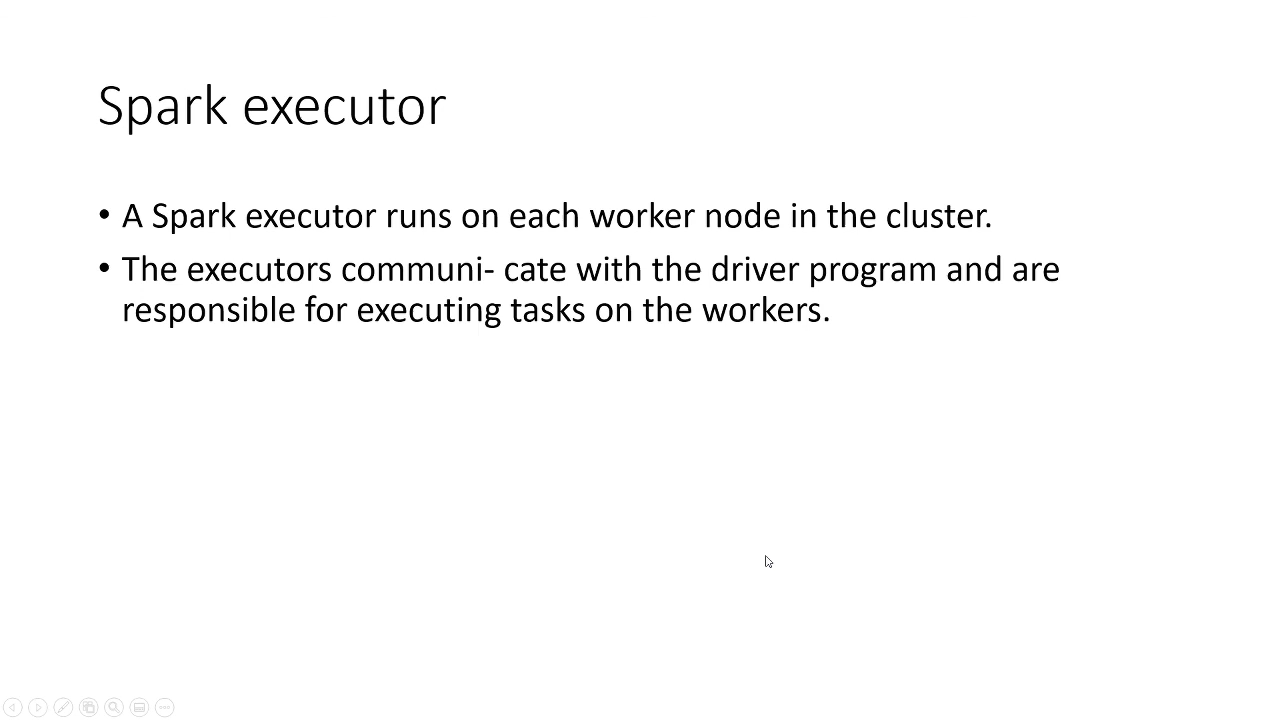 Spark executor
• A Spark executor runs on each worker node in the cluster.
• The executors communi- cate with the driver program and are
responsible for executing tasks on the workers.